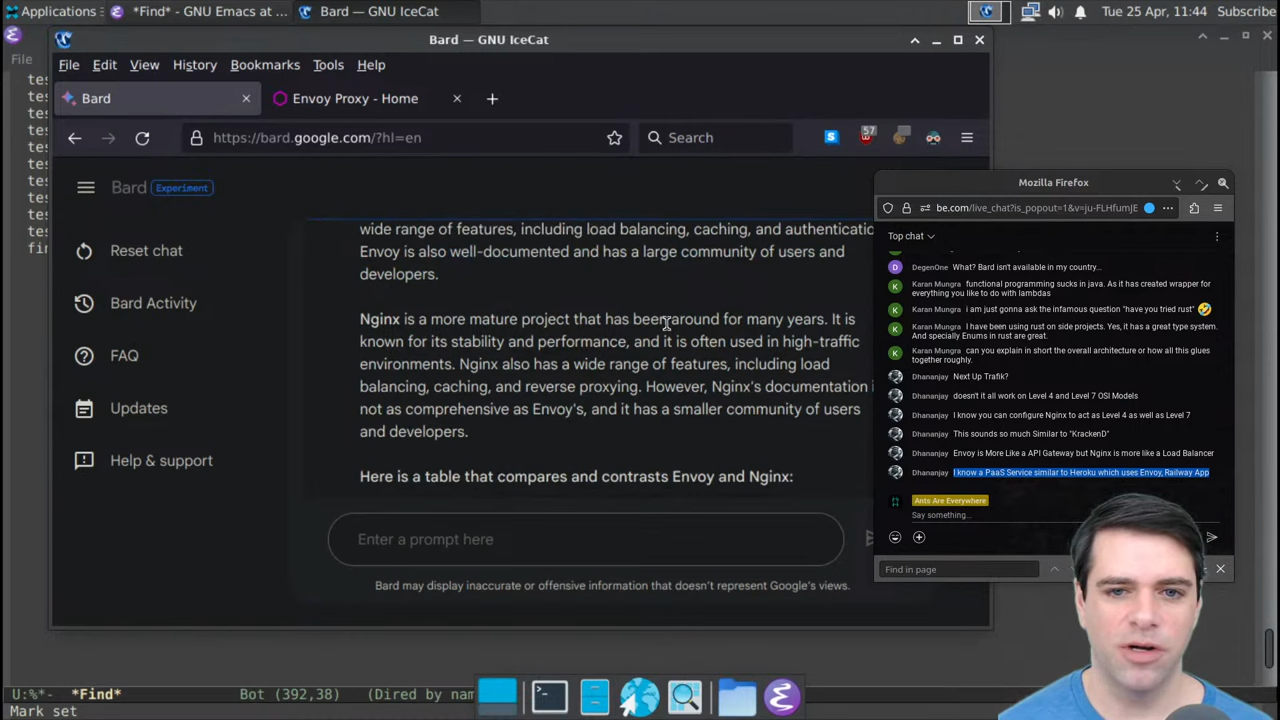 Applications
*Find* - GNU Emacs at ...
Bard — GNU IceCat
Tue 25 Apr, 11:44
Subscribe
File
Bard — GNU IceCat
File Edit View History Bookmarks Tools Help
Bard
Envoy Proxy - Home
https://bard.google.com/?hl=en
Search
57
Bard Experiment
Reset chat
Bard Activity
FAQ
Updates
Help & support
wide range of features, including load balancing, caching, and authenticatio
Envoy is also well-documented and has a large community of users and
developers.
Nginx is a more mature project that has been around for many years. It is
known for its stability and performance, and it is often used in high-traffic
environments. Nginx also has a wide range of features, including load
balancing, caching, and reverse proxying. However, Nginx's documentation i
not as comprehensive as Envoy's, and it has a smaller community of users
and developers.
Here is a table that compares and contrasts Envoy and Nginx:
Enter a prompt here
Bard may display inaccurate or offensive information that doesn't represent Google's views.
tes
tes
tes
tes
tes
tes
tes
tes
tes
tes
fin
Mozilla Firefox
be.com/live_chat?is_popout=1&v=ju-FLHfumJE
Top chat
D
DegenOne What? Bard isn't available in my country...
K
Karan Mungra functional programming sucks in java. As it has created wrapper for
everything you like to do with lambdas
K
Karan Mungra i am just gonna ask the infamous question "have you tried rust" 🤣
K
Karan Mungra I have been using rust on side projects. Yes, it has a great type system.
And specially Enums in rust are great.
K
Karan Mungra can you explain in short the overall architecture or how all this glues
together roughly.
Dhananjay Next Up Trafik?
Dhananjay doesn't it all work on Level 4 and Level 7 OSI Models
Dhananjay I know you can configure Nginx to act as Level 4 as well as Level 7
Dhananjay This sounds so much Similar to "KrackenD"
Dhananjay Envoy is More Like a API Gateway but Nginx is more like a Load Balancer
Dhananjay I know a PaaS Service similar to Heroku which uses Envoy, Railway App
Ants Are Everywhere
Say something...
Find in page
U:%*- *Find* Bot (392,38) (Dired by nam
Mark set